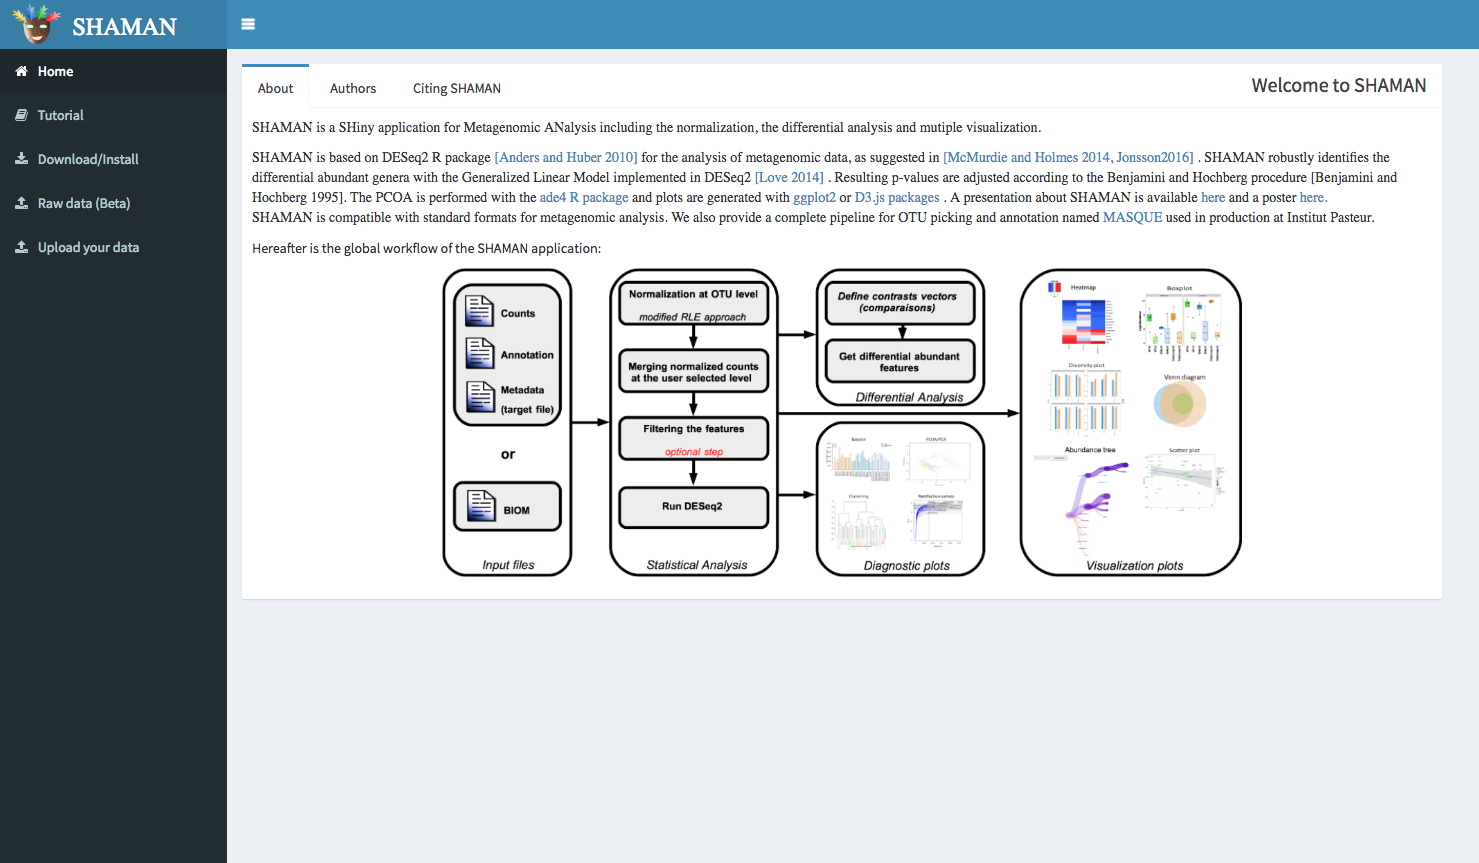 SHAMAN
Home
Tutorial
Download/Install
Raw data (Beta)
Upload your data
About
Authors
Citing SHAMAN
Welcome to SHAMAN
SHAMAN is a SHiny application for Metagenomic ANalysis including the normalization, the differential analysis and mutiple visualization.
SHAMAN is based on DESeq2 R package [Anders and Huber 2010] for the analysis of metagenomic data, as suggested in [McMurdie and Holmes 2014, Jonsson2016] . SHAMAN robustly identifies the
differential abundant genera with the Generalized Linear Model implemented in DESeq2 [Love 2014] . Resulting p-values are adjusted according to the Benjamini and Hochberg procedure [Benjamini and
Hochberg 1995]. The PCOA is performed with the ade4 R package and plots are generated with ggplot2 or D3.js packages . A presentation about SHAMAN is available here and a poster here.
SHAMAN is compatible with standard formats for metagenomic analysis. We also provide a complete pipeline for OTU picking and annotation named MASQUE used in production at Institut Pasteur.
Hereafter is the global workflow of the SHAMAN application:
Counts
Annotation
Metadata
(target file)
or
BIOM
Input files
Normalization at OTU level
modified RLE approach
Merging normalized counts
at the user selected level
Filtering the features
optional step
Run DESeq2
Statistical Analysis
Define contrasts vectors
(comparaisons)
Get differential abundant
features
Differential Analysis
Barplot
PCOA/PCA
Clustering
Rarefaction curves
Diagnostic plots
Heatmap
Boxplot
Diversity plot
Venn diagram
Abundance tree
Scatter plot
Visualization plots